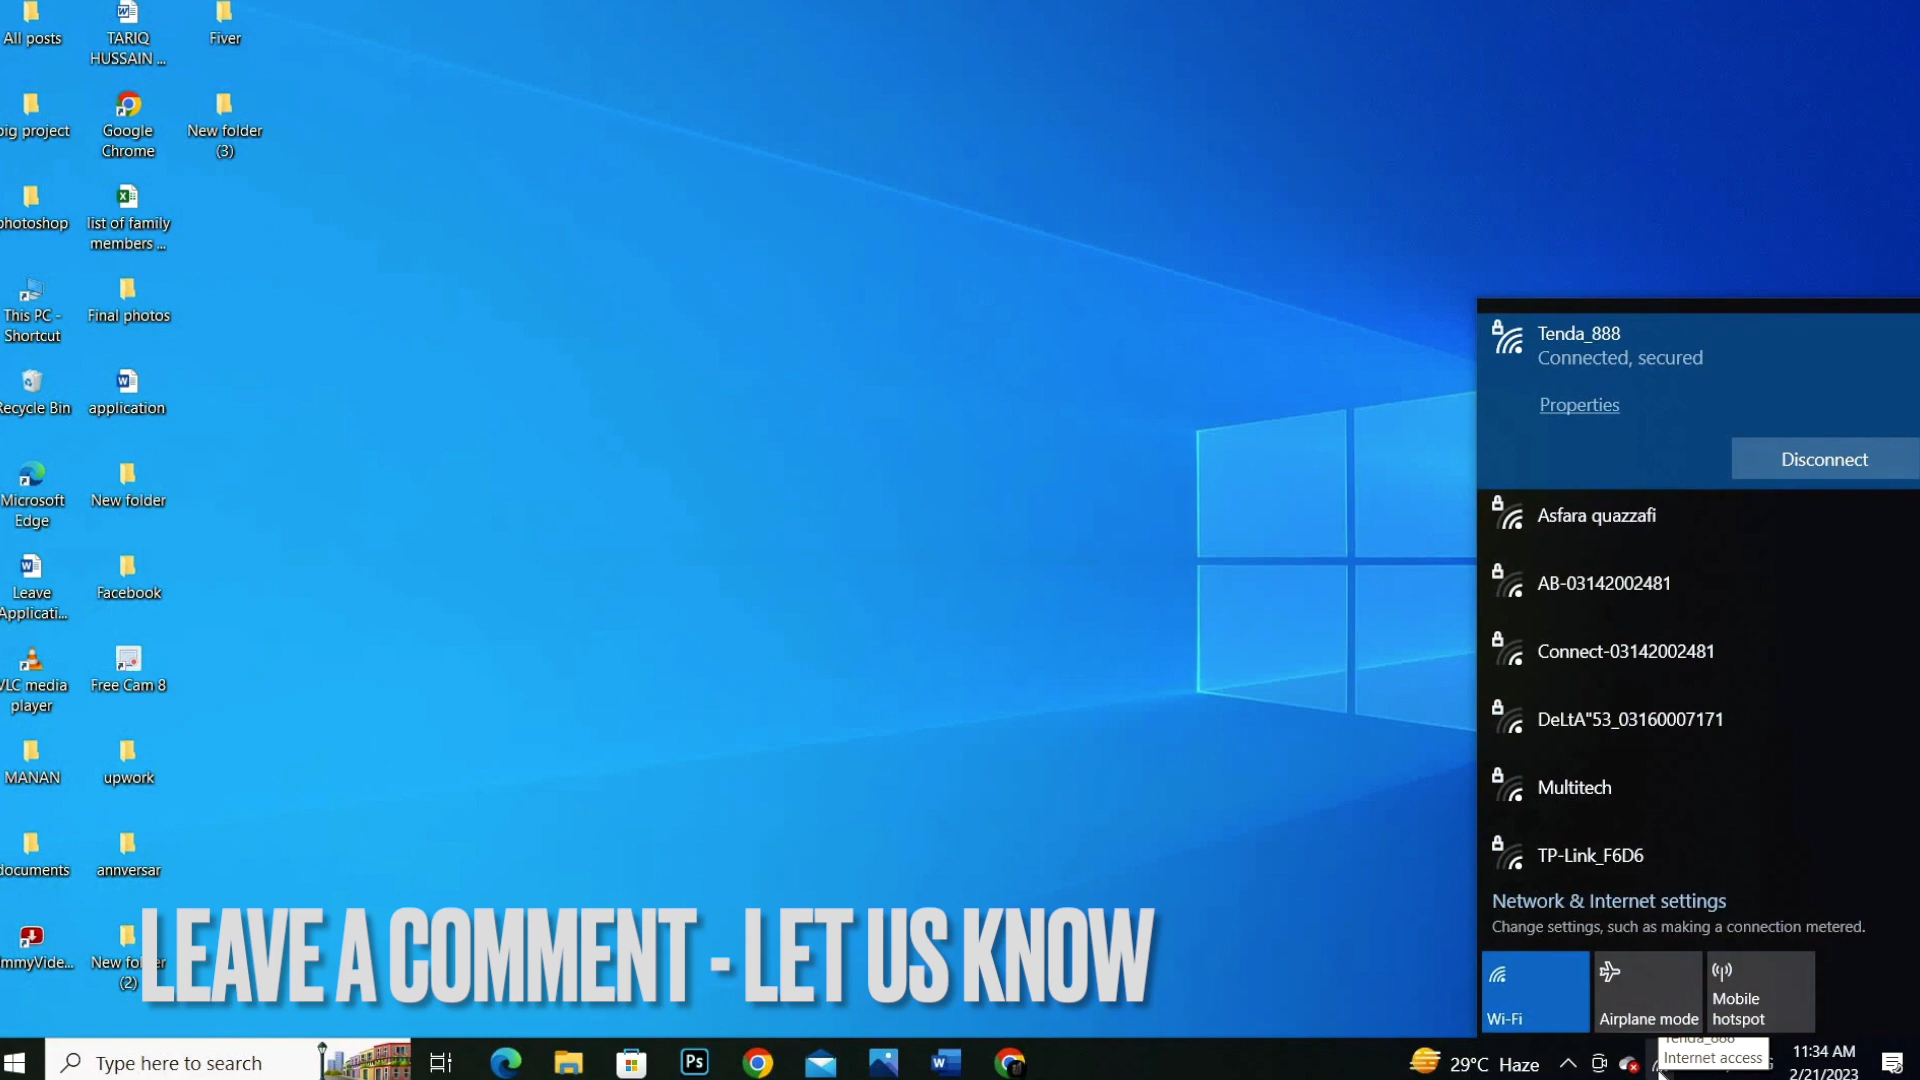 All posts
TARIQ
HUSSAIN ...
Fiver
big project
Google
Chrome
New folder
(3)
photoshop
list of family
members ...
This PC -
Shortcut
Final photos
Recycle Bin
application
Microsoft
Edge
New folder
Leave
Applicati...
Facebook
VLC media
player
Free Cam 8
MANAN
upwork
documents
annversar
mmyVide...
New fo er
(2)
LEAVE A COMMENT - LET US KNOW
Tenda_888
Connected, secured
Properties
Disconnect
Asfara quazzafi
AB-03142002481
Connect-03142002481
DeLtA"53_03160007171
Multitech
TP-Link_F6D6
Network & Internet settings
Change settings, such as making a connection metered.
Wi-Fi
Airplane mode
Mobile
hotspot
Tenda_888
Internet access
Type here to search
Ps
29°C Haze
11:34 AM
2/21/2023